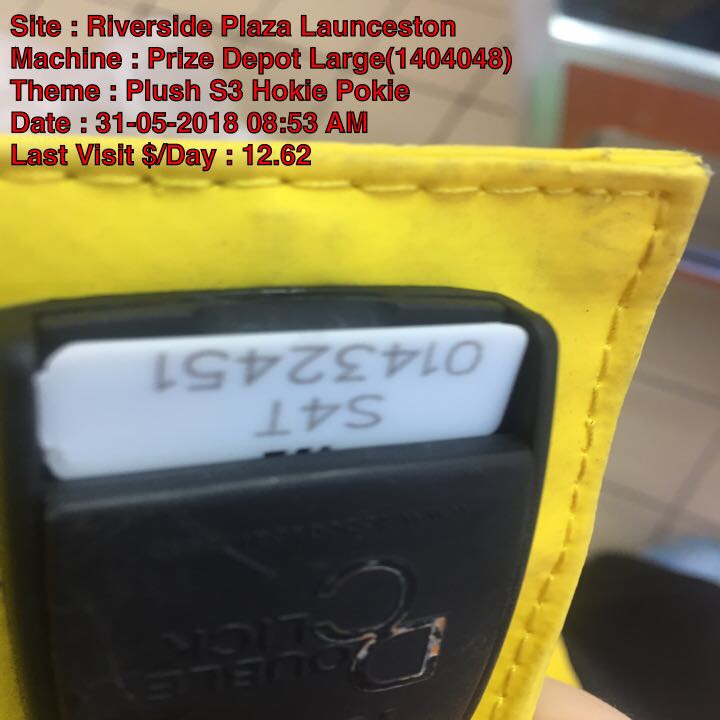 Site : Riverside Plaza Launceston
Machine : Prize Depot Large(1404048)
Theme : Plush S3 Hokie Pokie
Date : 31-05-2018 08:53 AM
Last Visit $/Day : 12.62
014432451
S4T
DOUBLE
CLICK